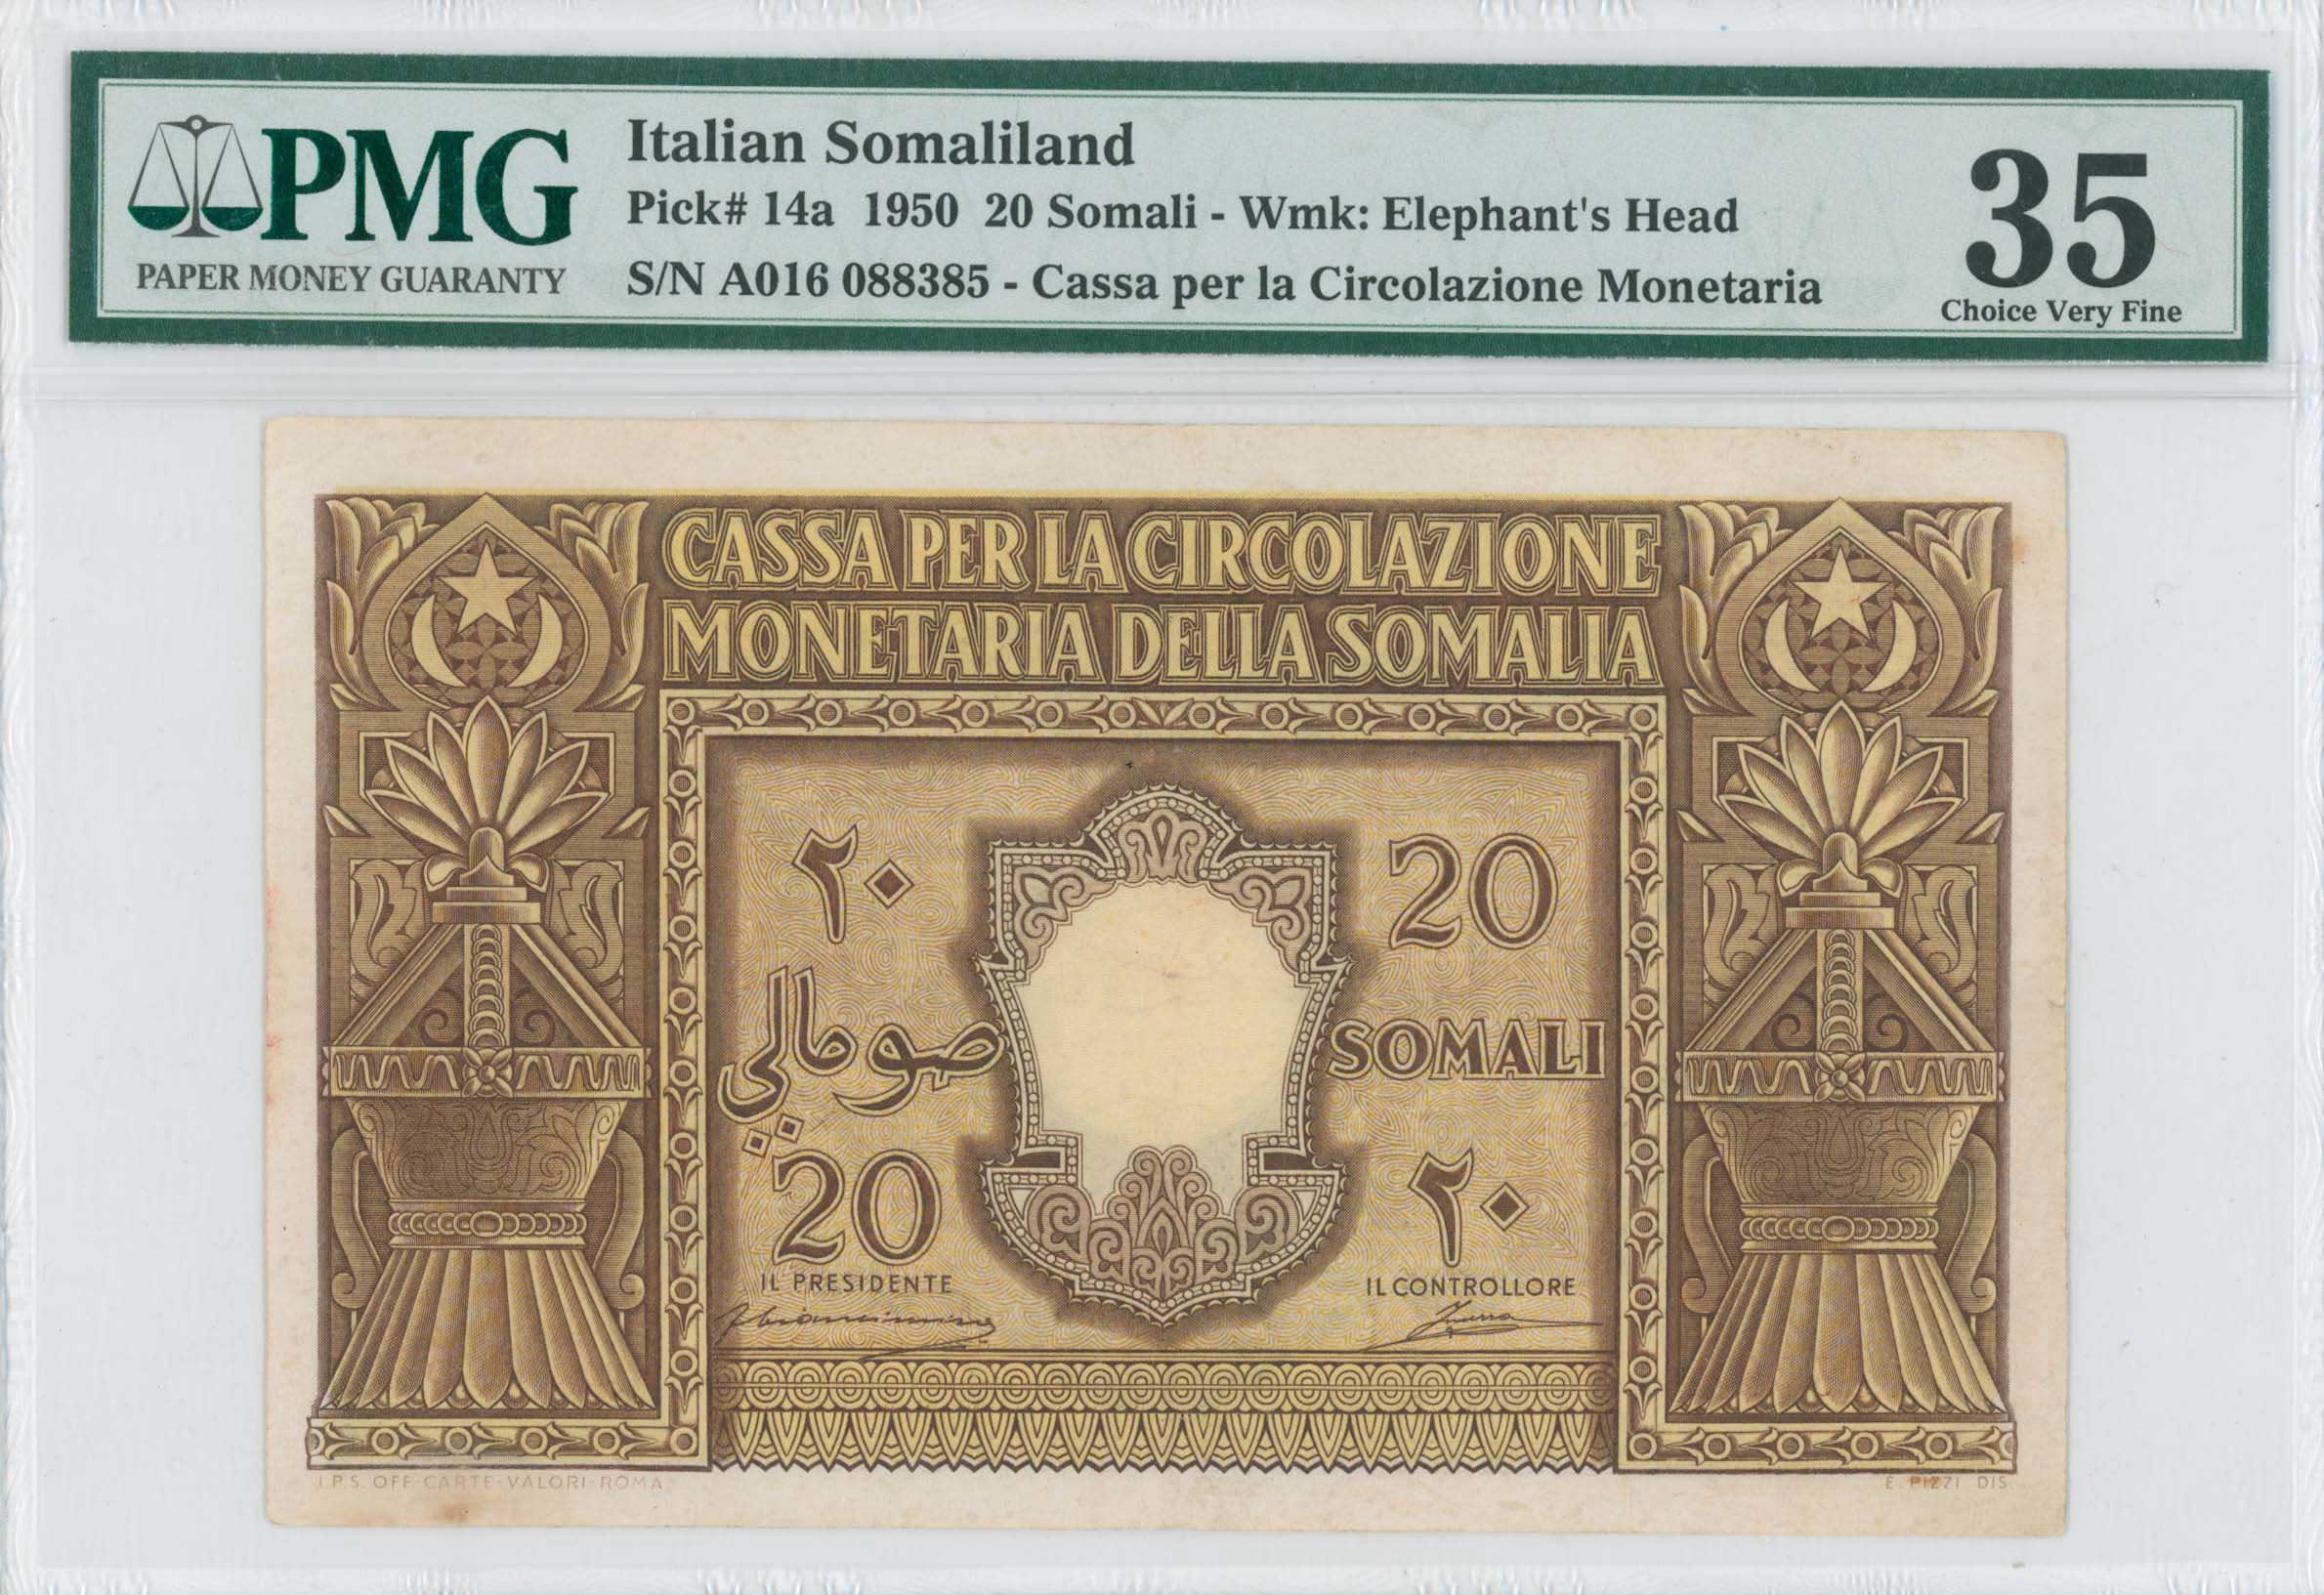 PMG
PAPER MONEY GUARANTY
Italian Somaliland
Pick# 14a 1950 20 Somali - Wmk: Elephant's Head
S/N A016 088385 - Cassa per la Circolazione Monetaria
35
Choice Very Fine
CASSA PER LA CIRCOLAZIONE
MONETARIA DELLA SOMALIA
٢٠
20
صومالي
SOMALI
20
٢٠
IL PRESIDENTE
IL CONTROLLORE
I.P.S. OFF. CARTE-VALORI-ROMA
E. PIZZI DIS